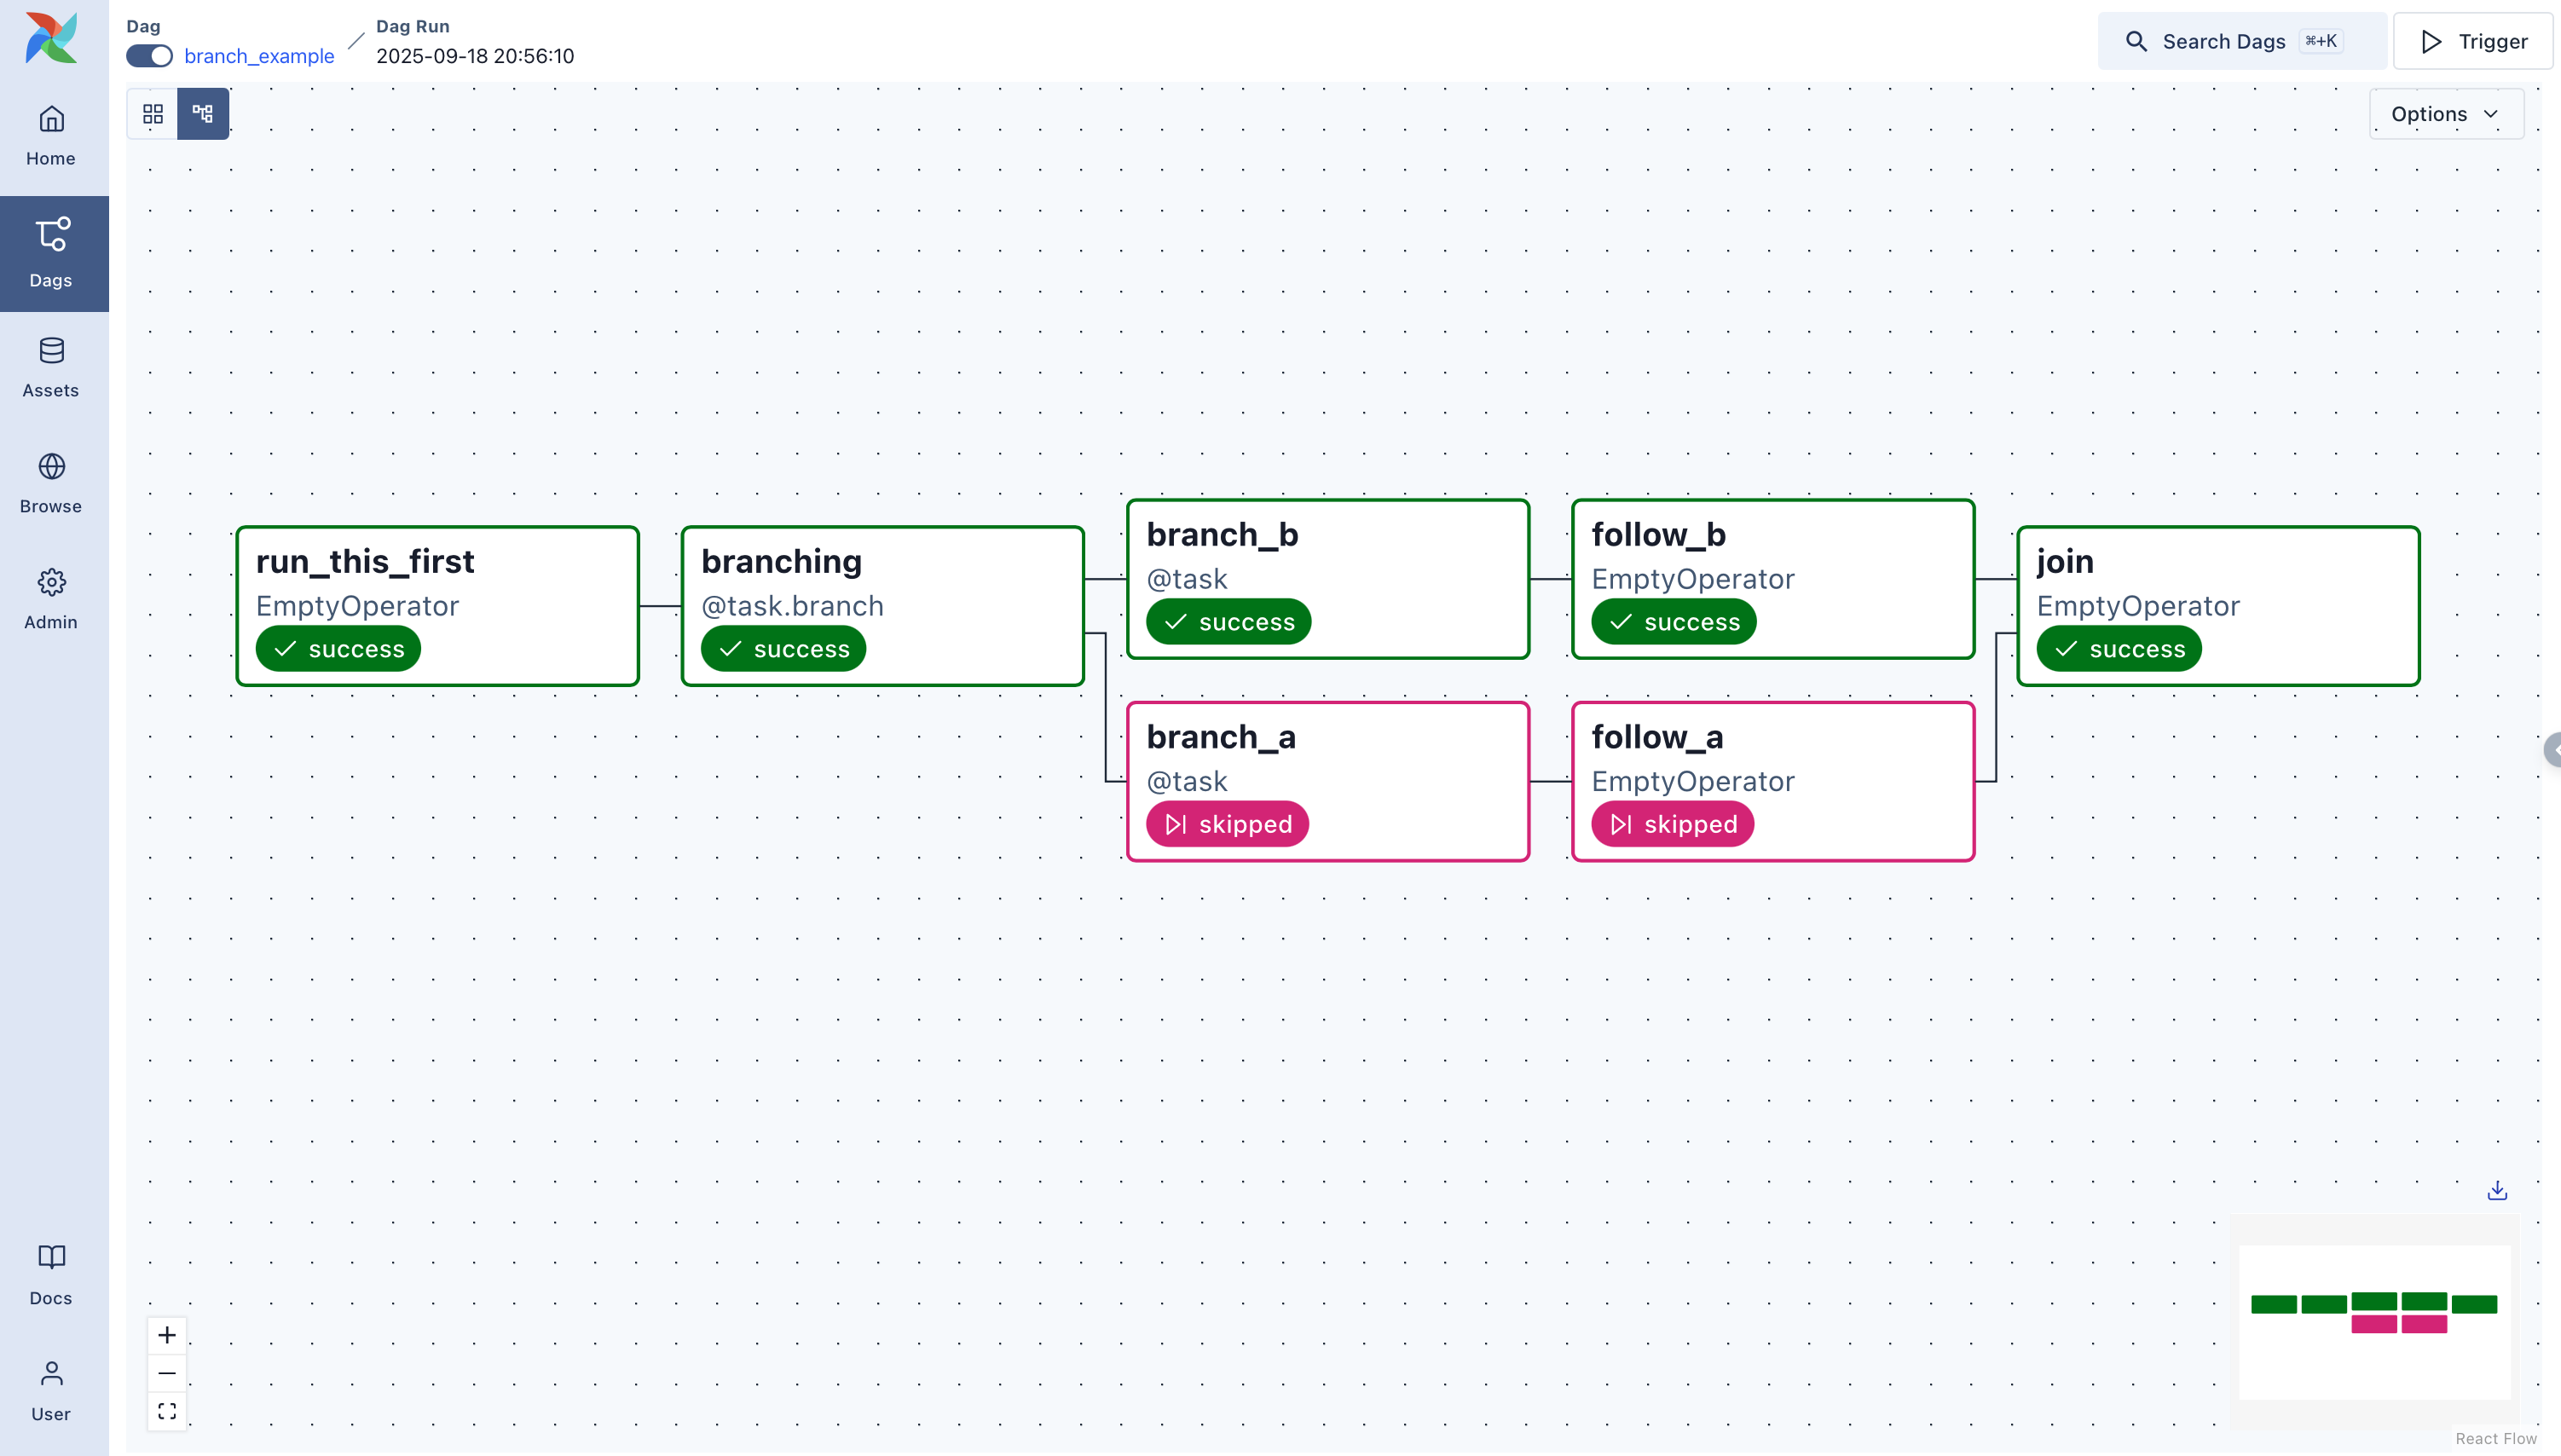 Dag
branch_example
Dag Run
2025-09-18 20:56:10
Search Dags ⌘+K
Trigger
Options
Home
Dags
Assets
Browse
Admin
Docs
User
run_this_first
EmptyOperator
success
branching
@task.branch
success
branch_b
@task
success
follow_b
EmptyOperator
success
branch_a
@task
skipped
follow_a
EmptyOperator
skipped
join
EmptyOperator
success
React Flow